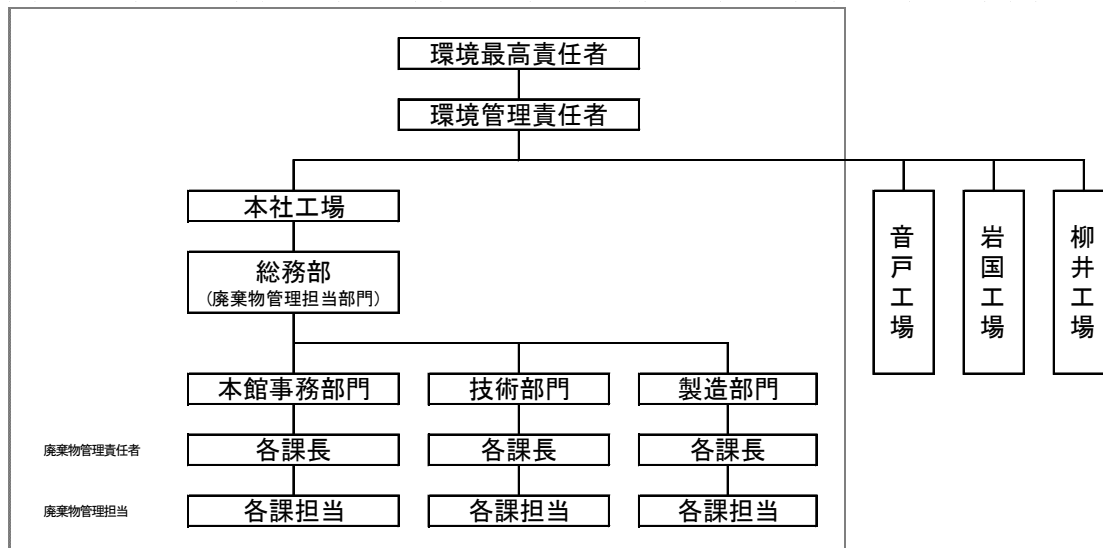 環境最高責任者
環境管理責任者
本社工場
音戸工場
岩国工場
柳井工場
総務部
(廃棄物管理担当部門)
本館事務部門
技術部門
製造部門
廃棄物管理責任者
各課長
各課長
各課長
廃棄物管理担当
各課担当
各課担当
各課担当